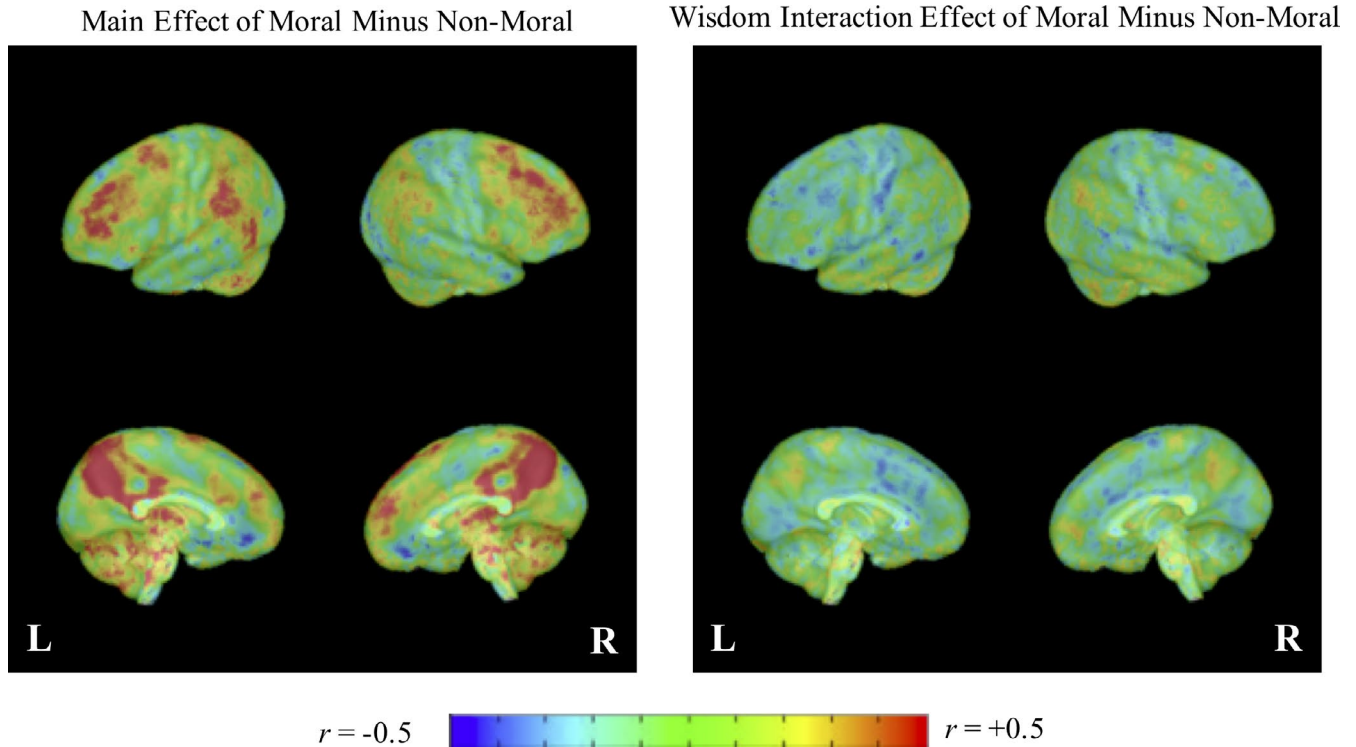 Main Effect of Moral Minus Non-Moral
Wisdom Interaction Effect of Moral Minus Non-Moral
L R
L R
r = -0.5 r = +0.5